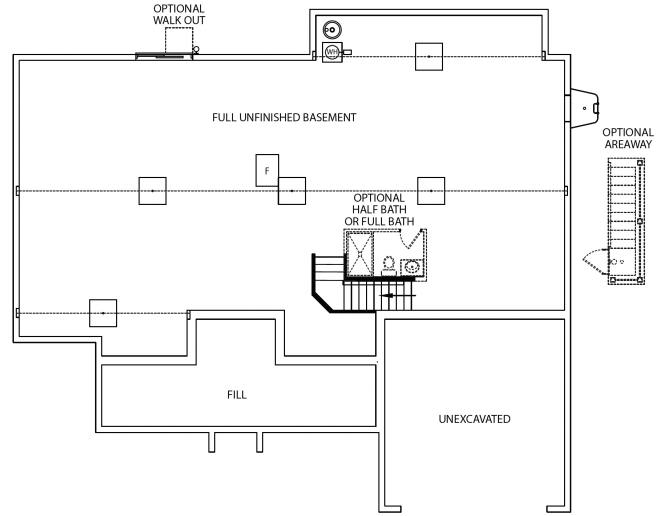 OPTIONAL
WALK OUT
WH
FULL UNFINISHED BASEMENT
OPTIONAL
AREAWAY
F
OPTIONAL
HALF BATH
OR FULL BATH
FILL
UNEXCAVATED